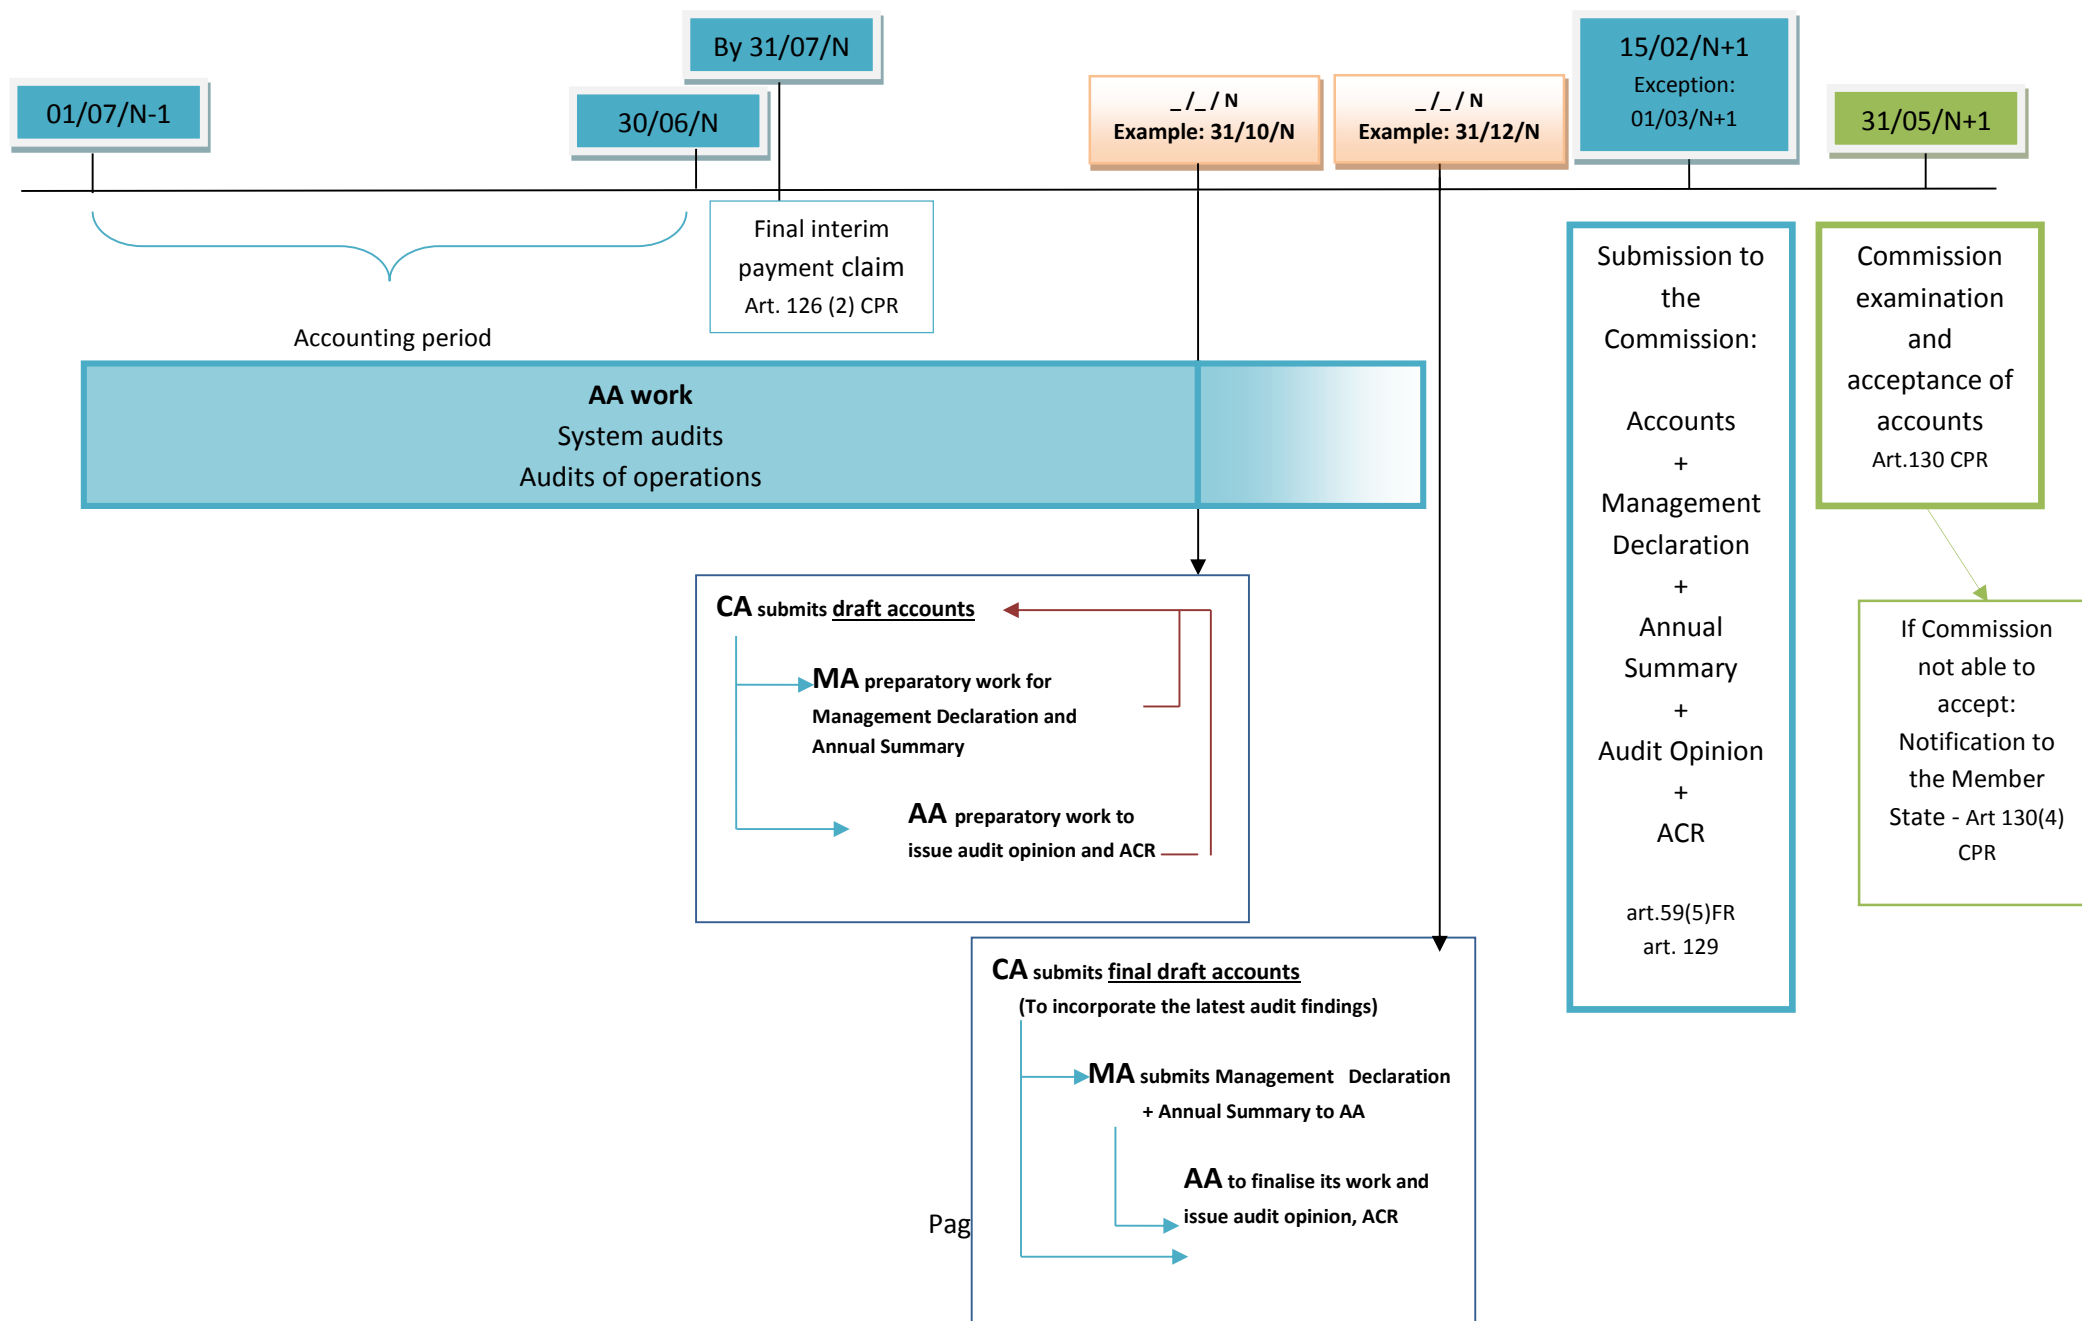 01/07/N-1
30/06/N
By 31/07/N
_ /_ / N
Example: 31/10/N
_ /_ / N
Example: 31/12/N
15/02/N+1
Exception:
01/03/N+1
31/05/N+1
Final interim
payment claim
Art. 126 (2) CPR
Accounting period
AA work
System audits
Audits of operations
CA submits draft accounts
MA preparatory work for
Management Declaration and
Annual Summary
AA preparatory work to
issue audit opinion and ACR
CA submits final draft accounts
(To incorporate the latest audit findings)
MA submits Management Declaration
+ Annual Summary to AA
AA to finalise its work and
issue audit opinion, ACR
Pag
Submission to
the
Commission:
Accounts
+
Management
Declaration
+
Annual
Summary
+
Audit Opinion
+
ACR
art.59(5)FR
art. 129
Commission
examination
and
acceptance of
accounts
Art.130 CPR
If Commission
not able to
accept:
Notification to
the Member
State - Art 130(4)
CPR